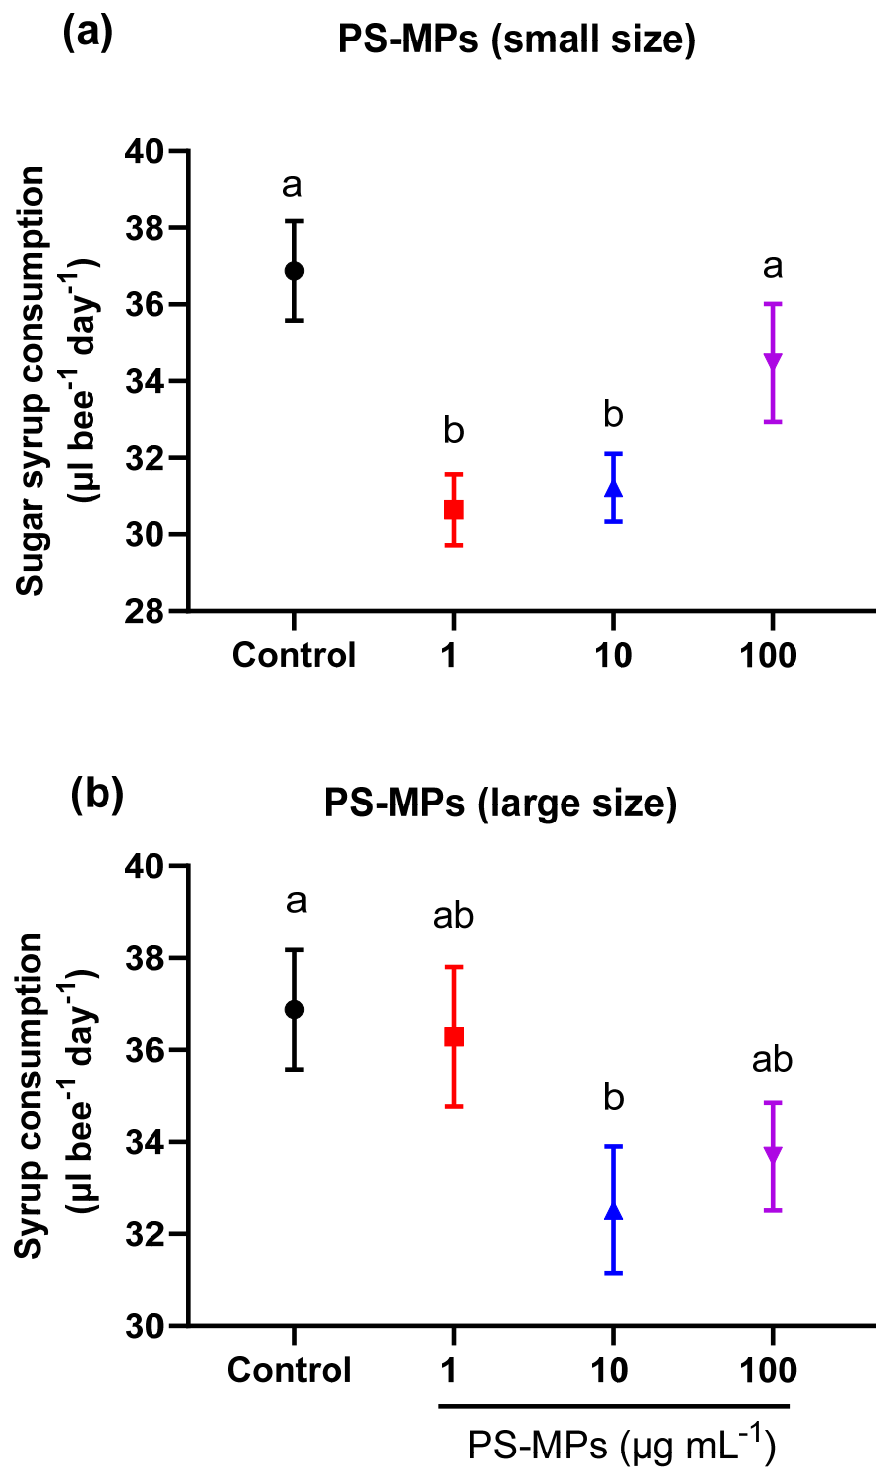 (a)
PS-MPs (small size)
Sugar syrup consumption
(µl bee⁻¹ day⁻¹)
40
38
36
34
32
30
28
a
b
b
a
Control 1 10 100
(b)
PS-MPs (large size)
Syrup consumption
(µl bee⁻¹ day⁻¹)
40
38
36
34
32
30
a
ab
b
ab
Control 1 10 100
PS-MPs (µg mL⁻¹)